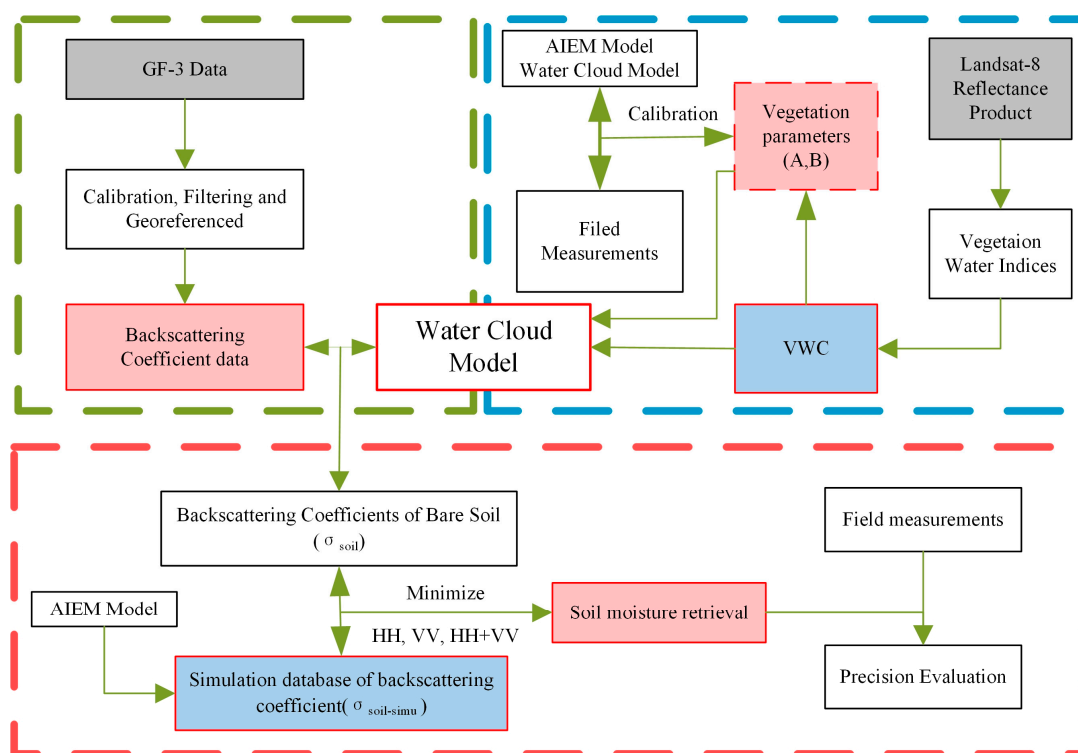 GF-3 Data
Calibration, Filtering and
Georeferenced
Backscattering
Coefficient data
AIEM Model
Water Cloud Model
Calibration
Filed
Measurements
Vegetation
parameters
(A,B)
Landsat-8
Reflectance
Product
Vegetaion
Water Indices
VWC
Water Cloud
Model
Backscattering Coefficients of Bare Soil
(σ soil)
AIEM Model
Minimize
HH, VV, HH+VV
Simulation database of backscattering
coefficient(σ soil-simu)
Soil moisture retrieval
Field measurements
Precision Evaluation